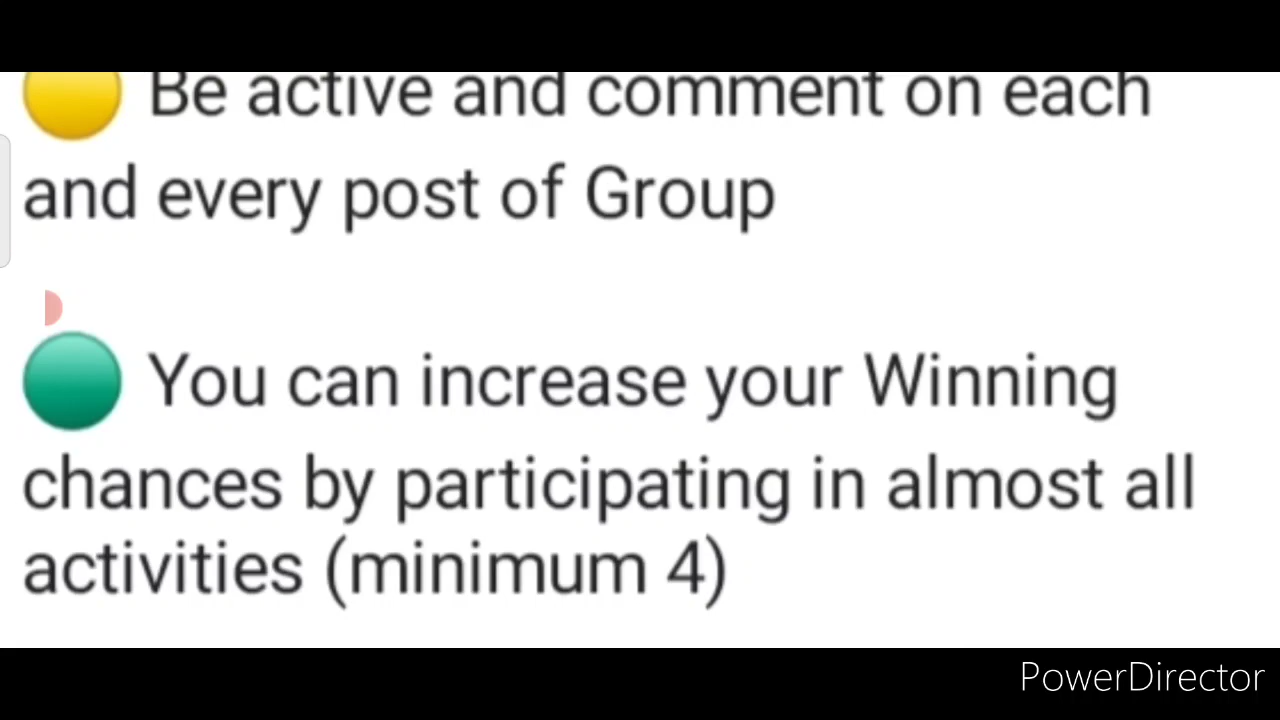 Be active and comment on each
and every post of Group
You can increase your Winning
chances by participating in almost all
activities (minimum 4)
PowerDirector